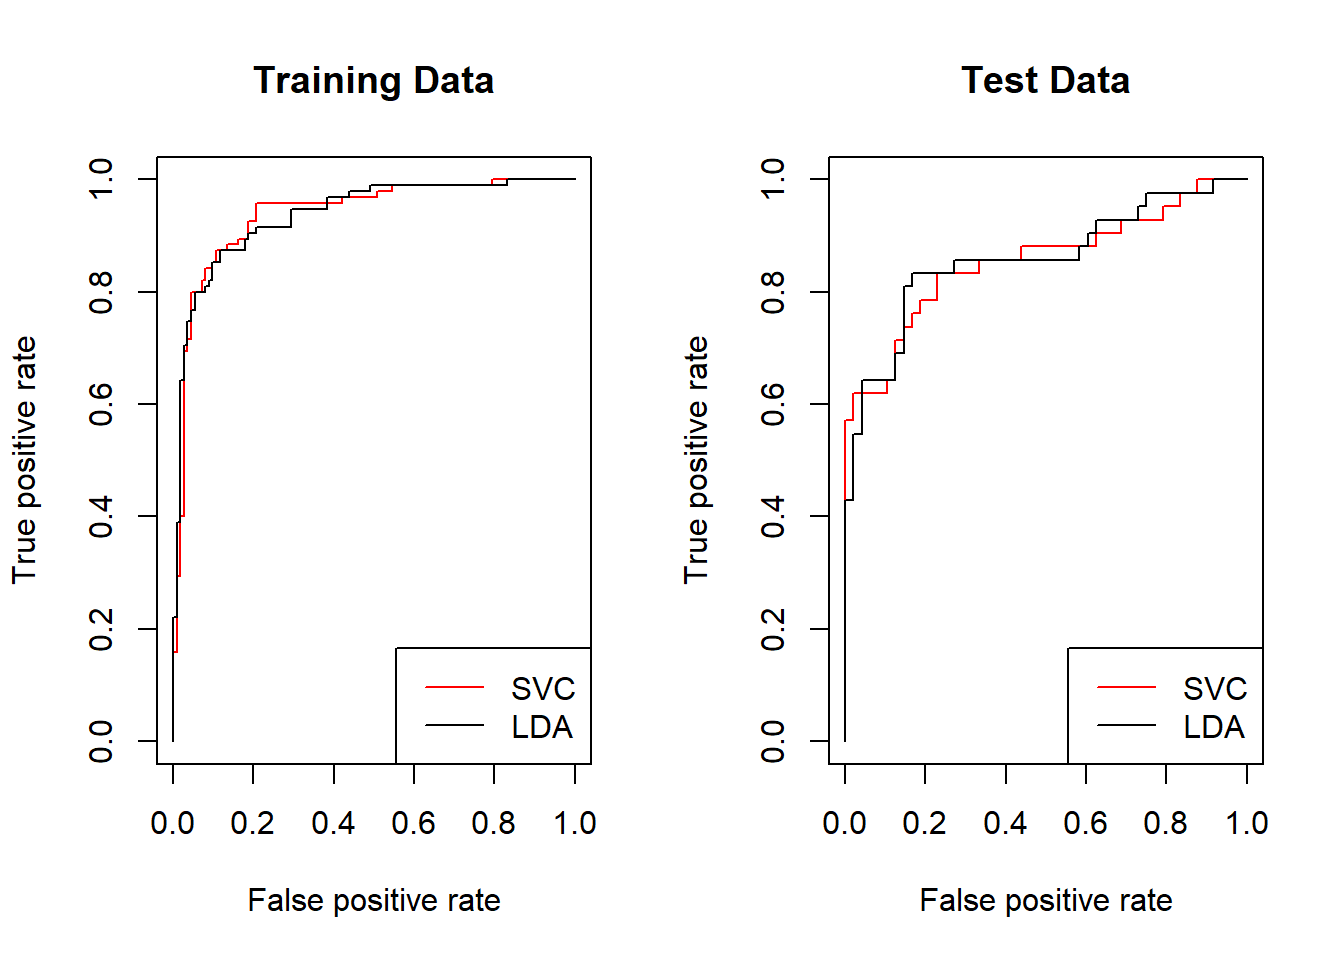 Training Data
True positive rate
1.0
0.8
0.6
0.4
0.2
0.0
SVC
LDA
0.0 0.2 0.4 0.6 0.8 1.0
False positive rate
Test Data
True positive rate
1.0
0.8
0.6
0.4
0.2
0.0
SVC
LDA
0.0 0.2 0.4 0.6 0.8 1.0
False positive rate